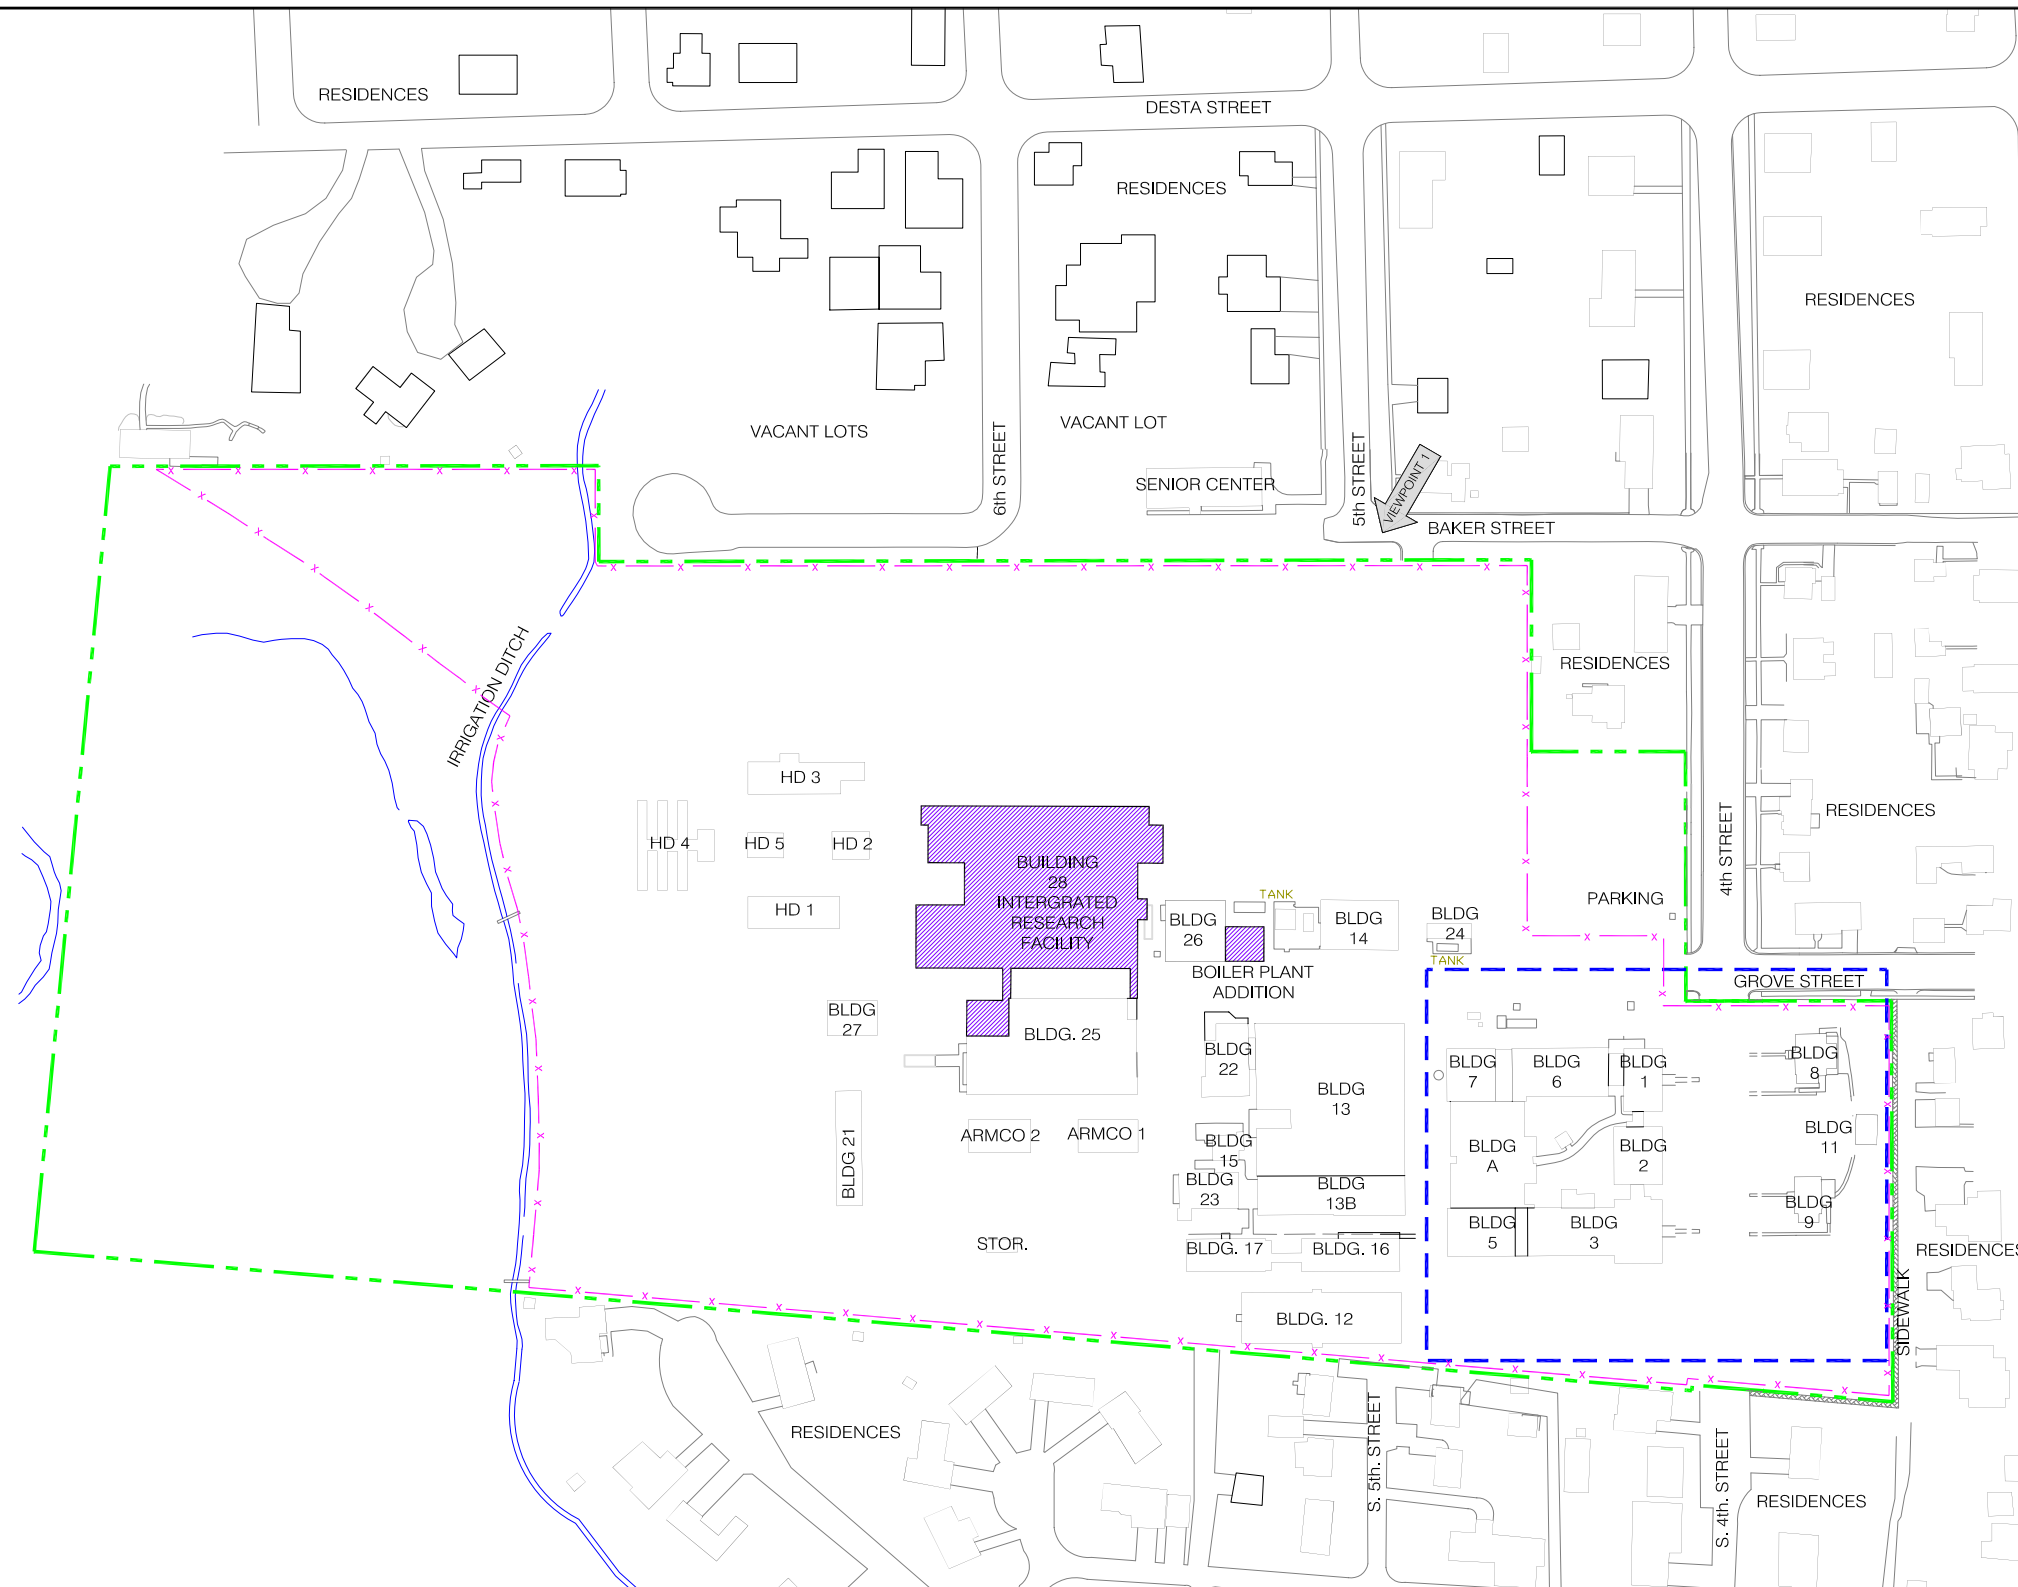 RESIDENCES
DESTA STREET
RESIDENCES
RESIDENCES
VACANT LOTS
6th STREET
VACANT LOT
5th STREET
VIEWPOINT 1
SENIOR CENTER
BAKER STREET
IRRIGATION DITCH
RESIDENCES
HD 3
HD 4
HD 5
HD 2
HD 1
BUILDING
28
INTERGRATED
RESEARCH
FACILITY
TANK
BLDG
26
BLDG
14
BLDG
24
TANK
PARKING
4th STREET
RESIDENCES
BOILER PLANT
ADDITION
GROVE STREET
BLDG
27
BLDG. 25
BLDG
22
BLDG
13
BLDG
7
BLDG
6
BLDG
1
BLDG
8
BLDG 21
ARMCO 2
ARMCO 1
BLDG
15
BLDG
A
BLDG
2
BLDG
11
BLDG
23
BLDG
13B
BLDG
5
BLDG
3
BLDG
9
STOR.
BLDG. 17
BLDG. 16
RESIDENCES
SIDEWALK
BLDG. 12
RESIDENCES
S. 5th. STREET
S. 4th. STREET
RESIDENCES